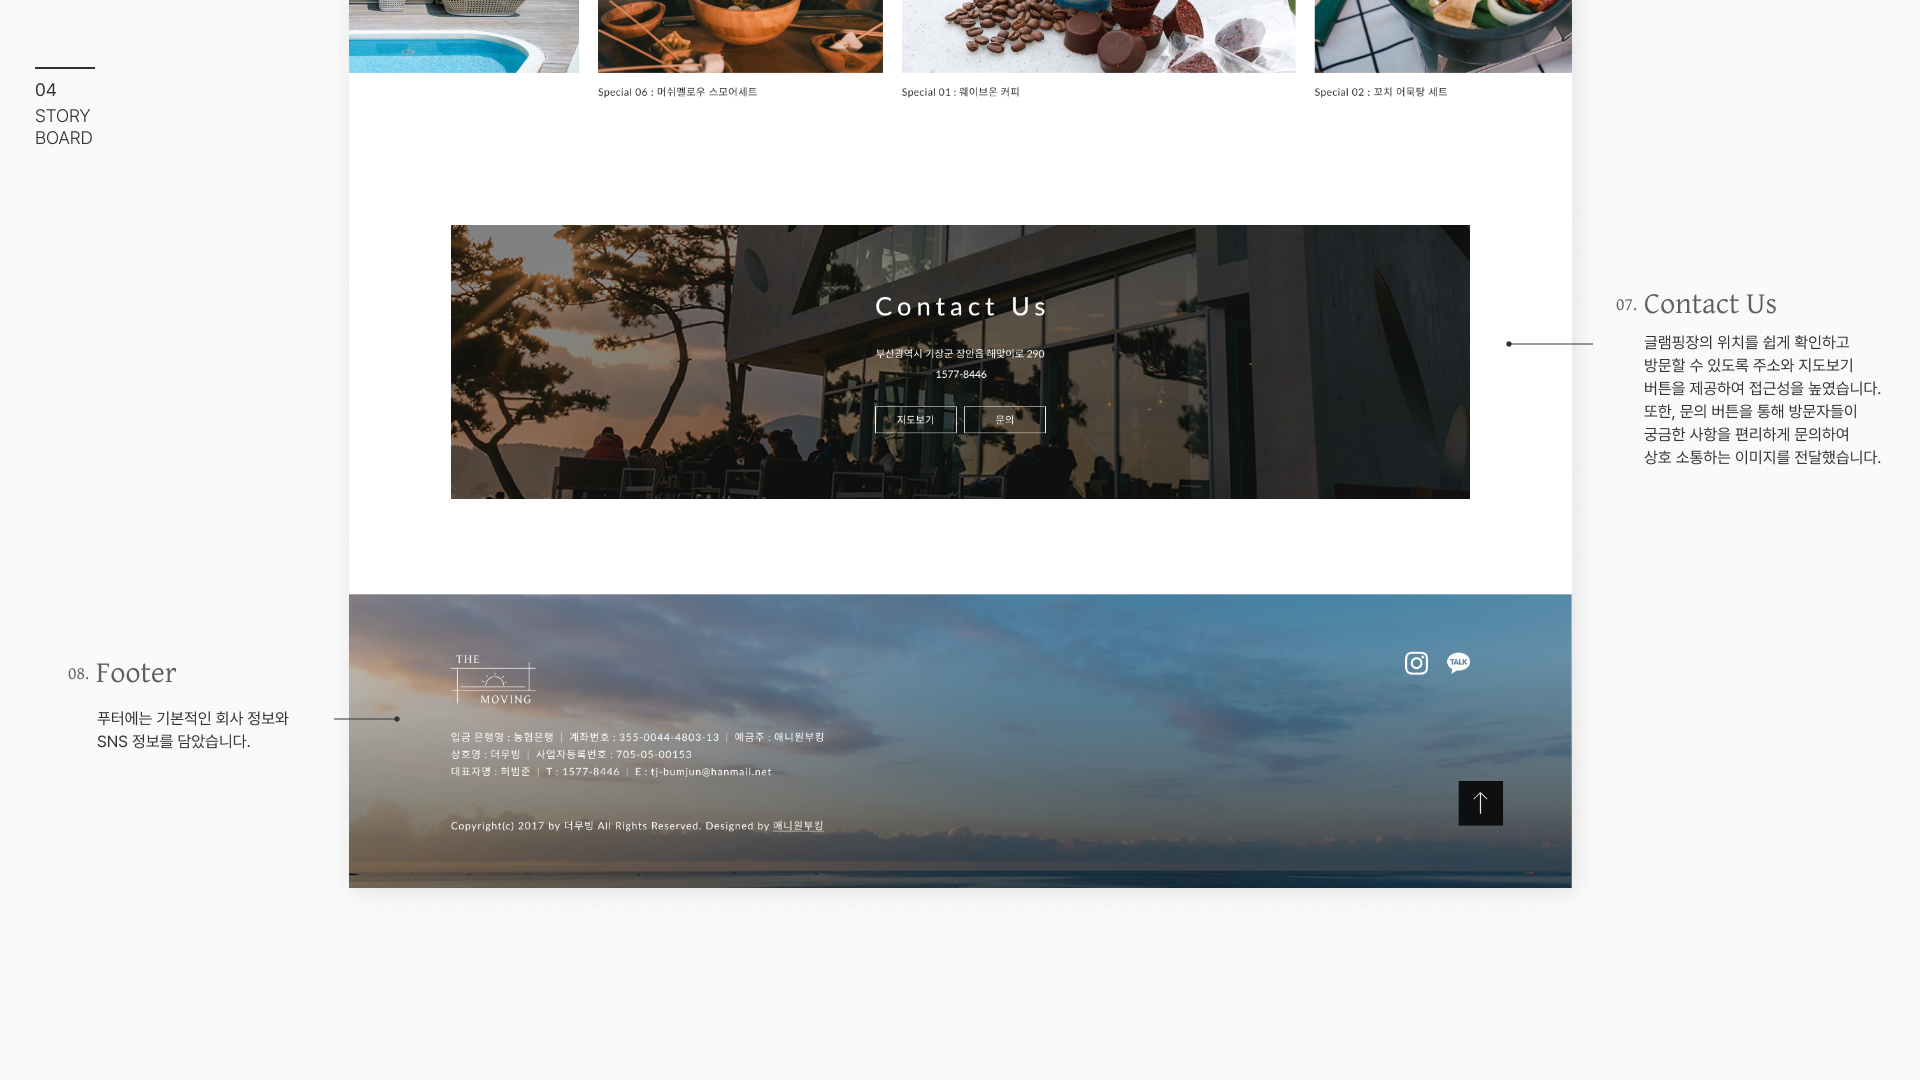 04
STORY
BOARD
Special 06 : 머쉬멜로우 스모어세트
Special 01 : 웨이브온 커피
Special 02 : 꼬치 어묵탕 세트
Contact Us
부산광역시 기장군 장안읍 해맞이로 290
1577-8446
지도보기
문의
07. Contact Us
글램핑장의 위치를 쉽게 확인하고
방문할 수 있도록 주소와 지도보기
버튼을 제공하여 접근성을 높였습니다.
또한, 문의 버튼을 통해 방문자들이
궁금한 사항을 편리하게 문의하여
상호 소통하는 이미지를 전달했습니다.
08. Footer
푸터에는 기본적인 회사 정보와
SNS 정보를 담았습니다.
THE
MOVING
TALK
입금 은행명 : 농협은행 | 계좌번호 : 355-0044-4803-13 | 예금주 : 애니원부킹
상호명 : 더무빙 | 사업자등록번호 : 705-05-00153
대표자명 : 허범준 | T : 1577-8446 | E : tj-bumjun@hanmail.net
Copyright(c) 2017 by 더무빙 All Rights Reserved. Designed by 애니원부킹